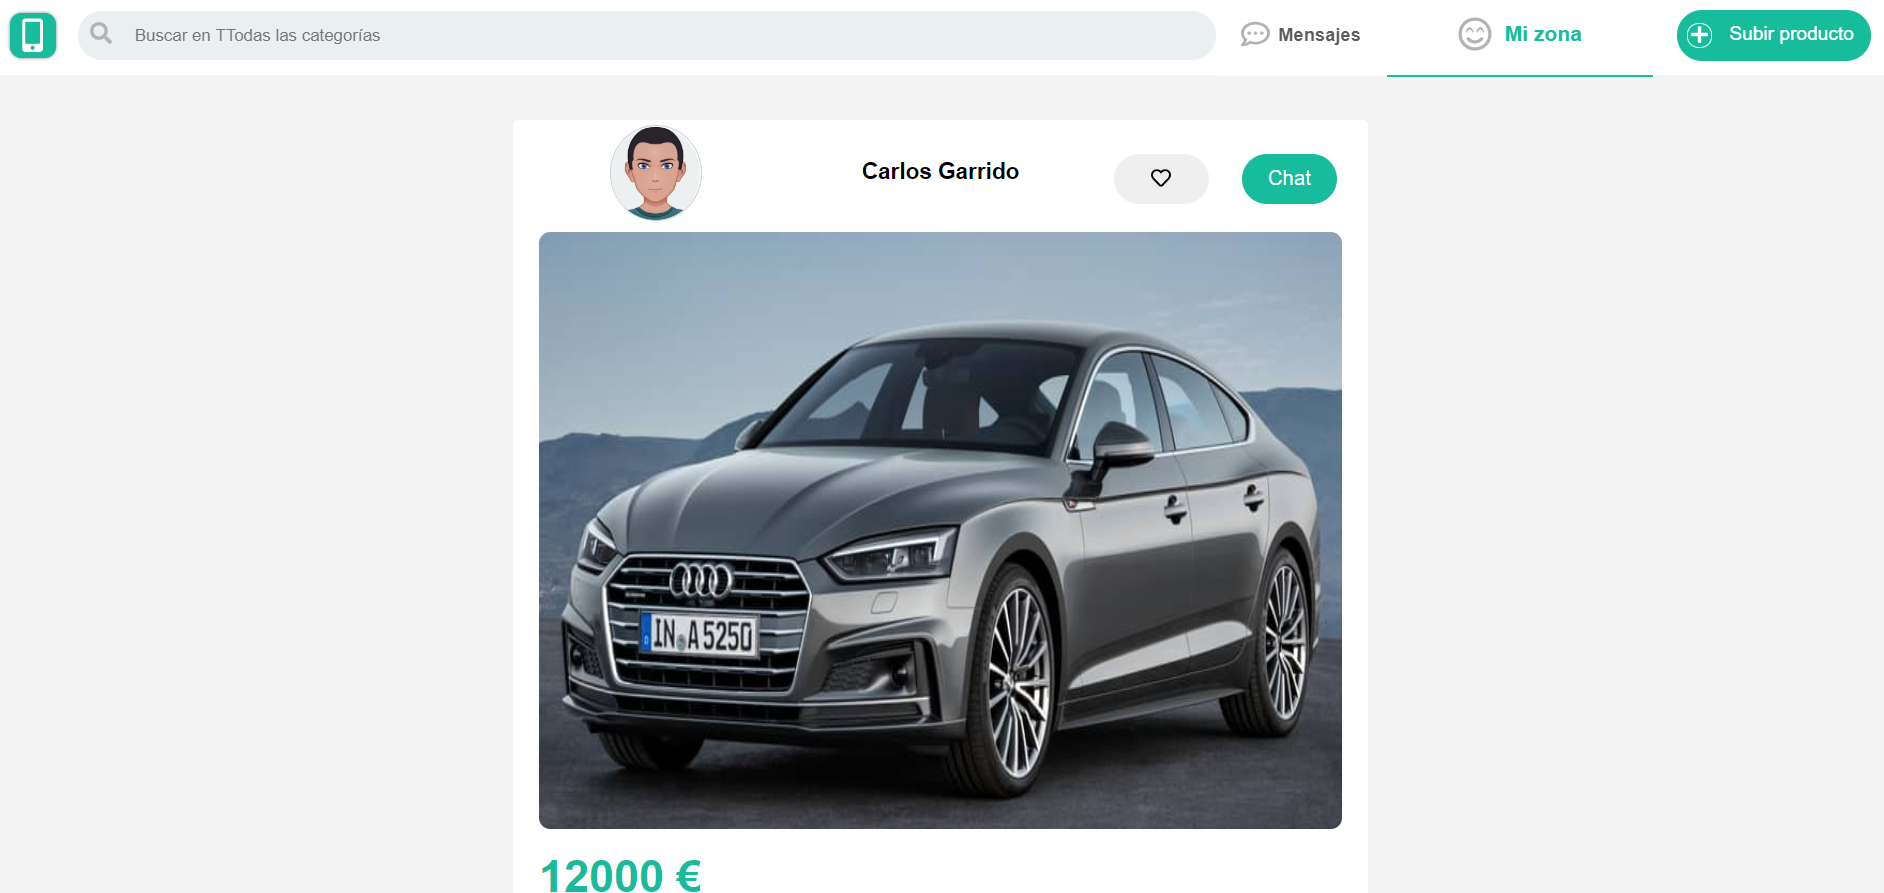 Buscar en TTodas las categorías
Mensajes
Mi zona
Subir producto
Carlos Garrido
Chat
IN A 5250
12000 €